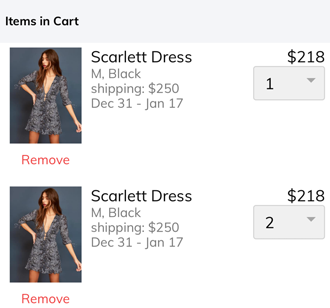 Items in Cart
Scarlett Dress $218
M, Black 1
shipping: $250
Dec 31 - Jan 17
Remove
Scarlett Dress $218
M, Black 2
shipping: $250
Dec 31 - Jan 17
Remove